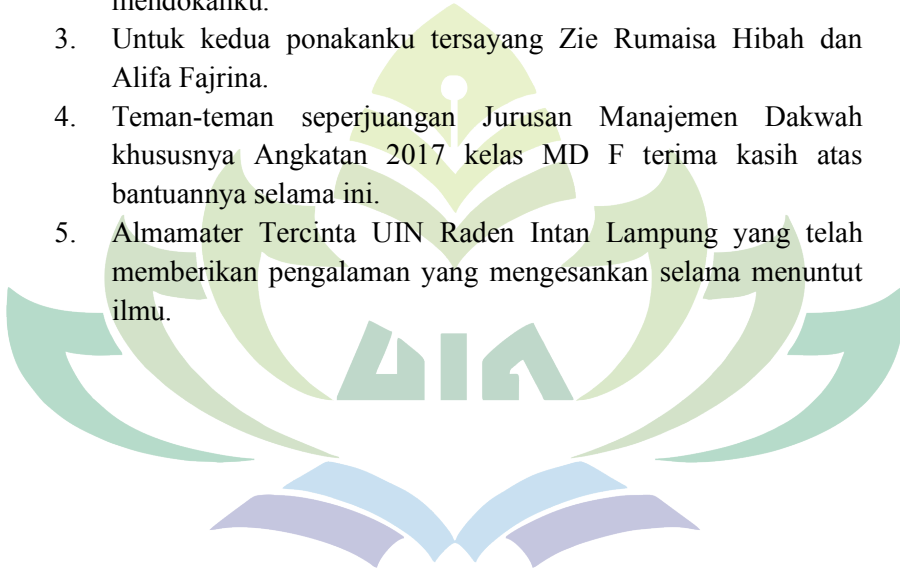 mendokanku.
3. Untuk kedua ponakanku tersayang Zie Rumaisa Hibah dan
Alifa Fajrina.
4. Teman-teman seperjuangan Jurusan Manajemen Dakwah
khususnya Angkatan 2017 kelas MD F terima kasih atas
bantuannya selama ini.
5. Almamater Tercinta UIN Raden Intan Lampung yang telah
memberikan pengalaman yang mengesankan selama menuntut
ilmu.
UIN